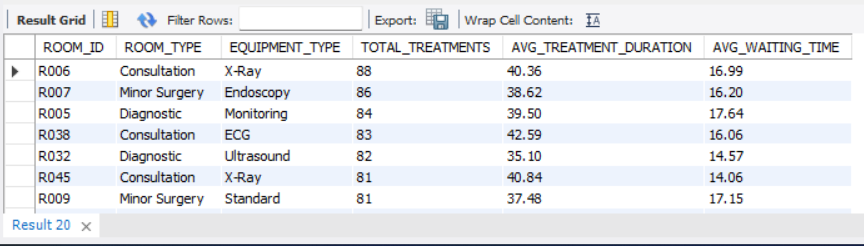 Result Grid Filter Rows: Export: Wrap Cell Content: IA
ROOM_ID ROOM_TYPE EQUIPMENT_TYPE TOTAL_TREATMENTS AVG_TREATMENT_DURATION AVG_WAITING_TIME
R006 Consultation X-Ray 88 40.36 16.99
R007 Minor Surgery Endoscopy 86 38.62 16.20
R005 Diagnostic Monitoring 84 39.50 17.64
R038 Consultation ECG 83 42.59 16.06
R032 Diagnostic Ultrasound 82 35.10 14.57
R045 Consultation X-Ray 81 40.84 14.06
R009 Minor Surgery Standard 81 37.48 17.15
Result 20 ×